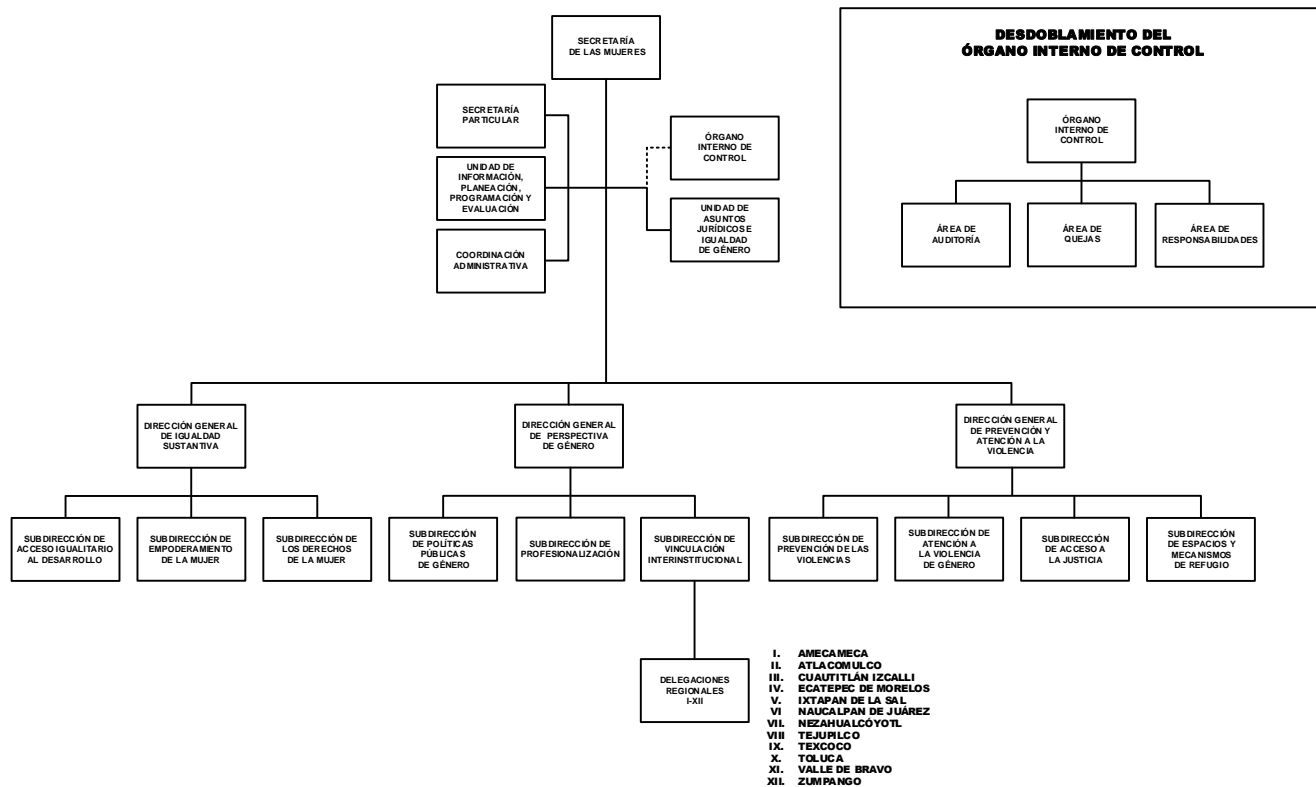 SECRETARÍA
DE LAS MUJERES
SECRETARÍA
PARTICULAR
UNIDAD DE
INFORMACIÓN,
PLANEACIÓN,
PROGRAMACIÓN Y
EVALUACIÓN
COORDINACIÓN
ADMINISTRATIVA
ÓRGANO
INTERNO DE
CONTROL
UNIDAD DE
ASUNTOS
JURÍDICOS E
IGUALDAD
DE GÉNERO
DESDOBLAMIENTO DEL
ÓRGANO INTERNO DE CONTROL
ÓRGANO
INTERNO DE
CONTROL
ÁREA DE
AUDITORÍA
ÁREA DE
QUEJAS
ÁREA DE
RESPONSABILIDADES
DIRECCIÓN GENERAL
DE IGUALDAD
SUSTANTIVA
DIRECCIÓN GENERAL
DE PERSPECTIVA
DE GÉNERO
DIRECCIÓN GENERAL
DE PREVENCIÓN Y
ATENCIÓN A LA
VIOLENCIA
SUBDIRECCIÓN DE
ACCESO IGUALITARIO
AL DESARROLLO
SUBDIRECCIÓN DE
EMPODERAMIENTO
DE LA MUJER
SUBDIRECCIÓN DE
LOS DERECHOS
DE LA MUJER
SUBDIRECCIÓN
DE POLÍTICAS
PÚBLICAS
DE GÉNERO
SUBDIRECCIÓN DE
PROFESIONALIZACIÓN
SUBDIRECCIÓN DE
VINCULACIÓN
INTERINSTITUCIONAL
SUBDIRECCIÓN DE
PREVENCIÓN DE LAS
VIOLENCIAS
SUBDIRECCIÓN DE
ATENCIÓN A
LA VIOLENCIA
DE GÉNERO
SUBDIRECCIÓN
DE ACCESO A
LA JUSTICIA
SUBDIRECCIÓN
DE ESPACIOS Y
MECANISMOS
DE REFUGIO
DELEGACIONES
REGIONALES
I-XII
I. AMECAMECA
II. ATLACOMULCO
III. CUAUTITLÁN IZCALLI
IV. ECATEPEC DE MORELOS
V. IXTAPAN DE LA SAL
VI NAUCALPAN DE JUÁREZ
VII. NEZAHUALCÓYOTL
VIII TEJUPILCO
IX. TEXCOCO
X. TOLUCA
XI. VALLE DE BRAVO
XII. ZUMPANGO